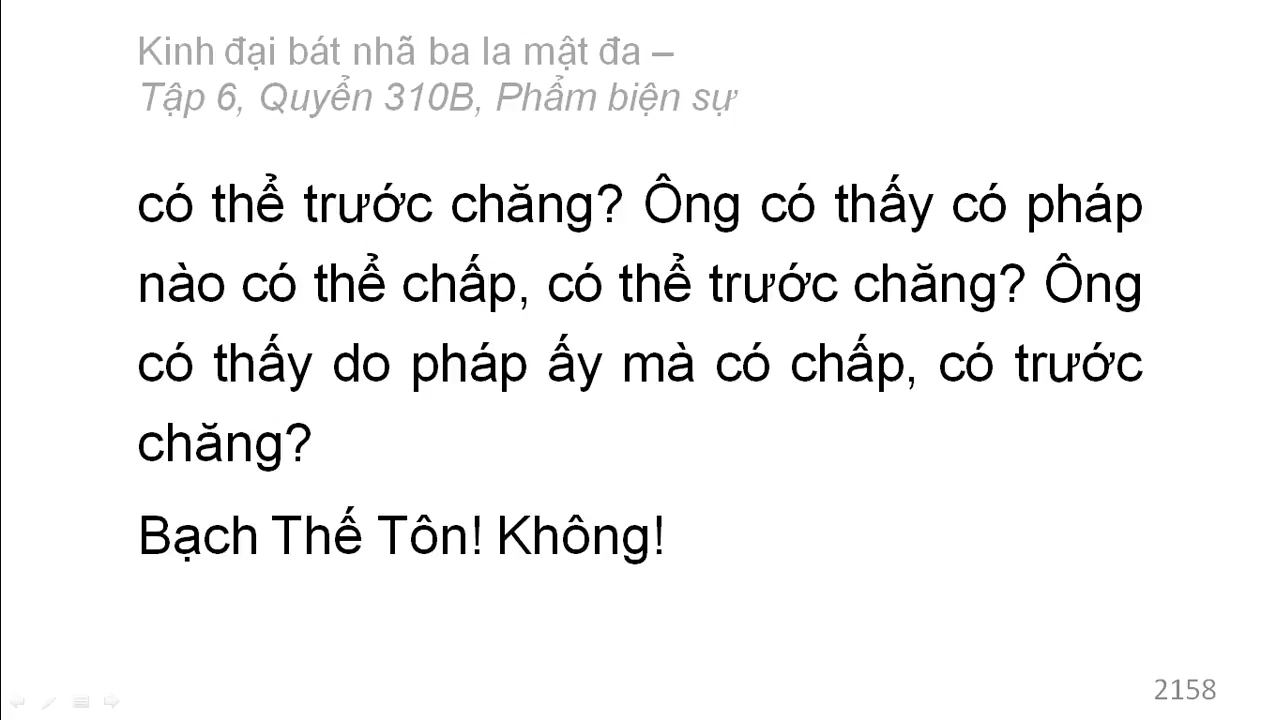 Kinh đại bát nhã ba la mật đa –
Tập 6, Quyển 310B, Phẩm biện sự
có thể trước chăng? Ông có thấy có pháp
nào có thể chấp, có thể trước chăng? Ông
có thấy do pháp ấy mà có chấp, có trước
chăng?
Bạch Thế Tôn! Không!
2158